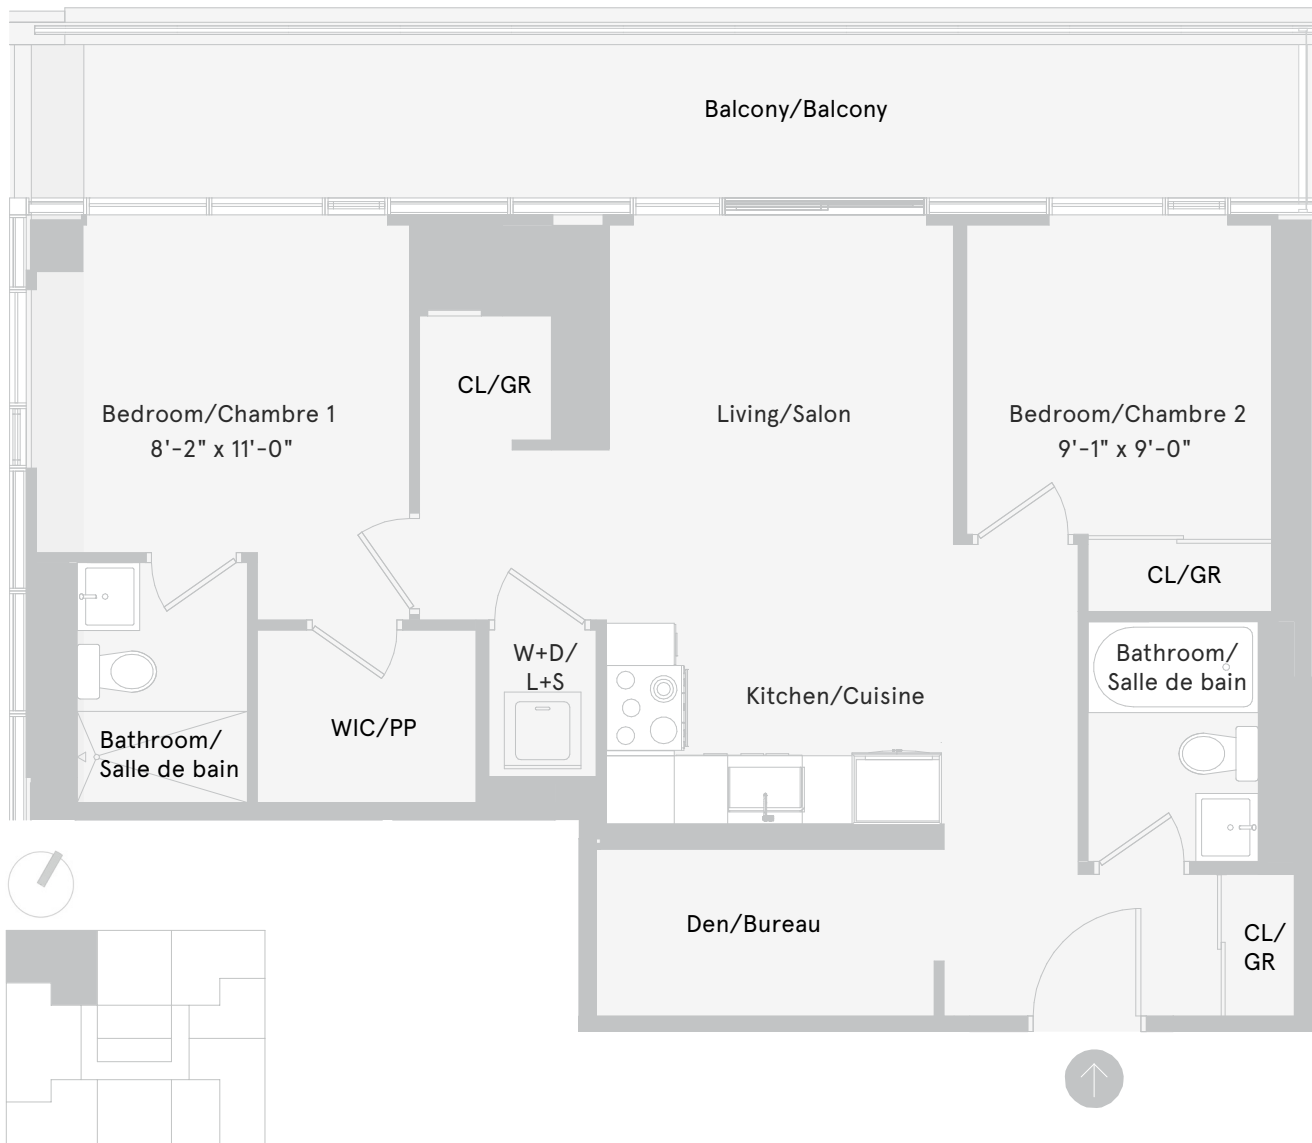 Balcony/Balcony
CL/GR
Bedroom/Chambre 1
8'-2" x 11'-0"
Living/Salon
Bedroom/Chambre 2
9'-1" x 9'-0"
CL/GR
W+D/
L+S
Bathroom/
Salle de bain
Kitchen/Cuisine
WIC/PP
Bathroom/
Salle de bain
Den/Bureau
CL/
GR